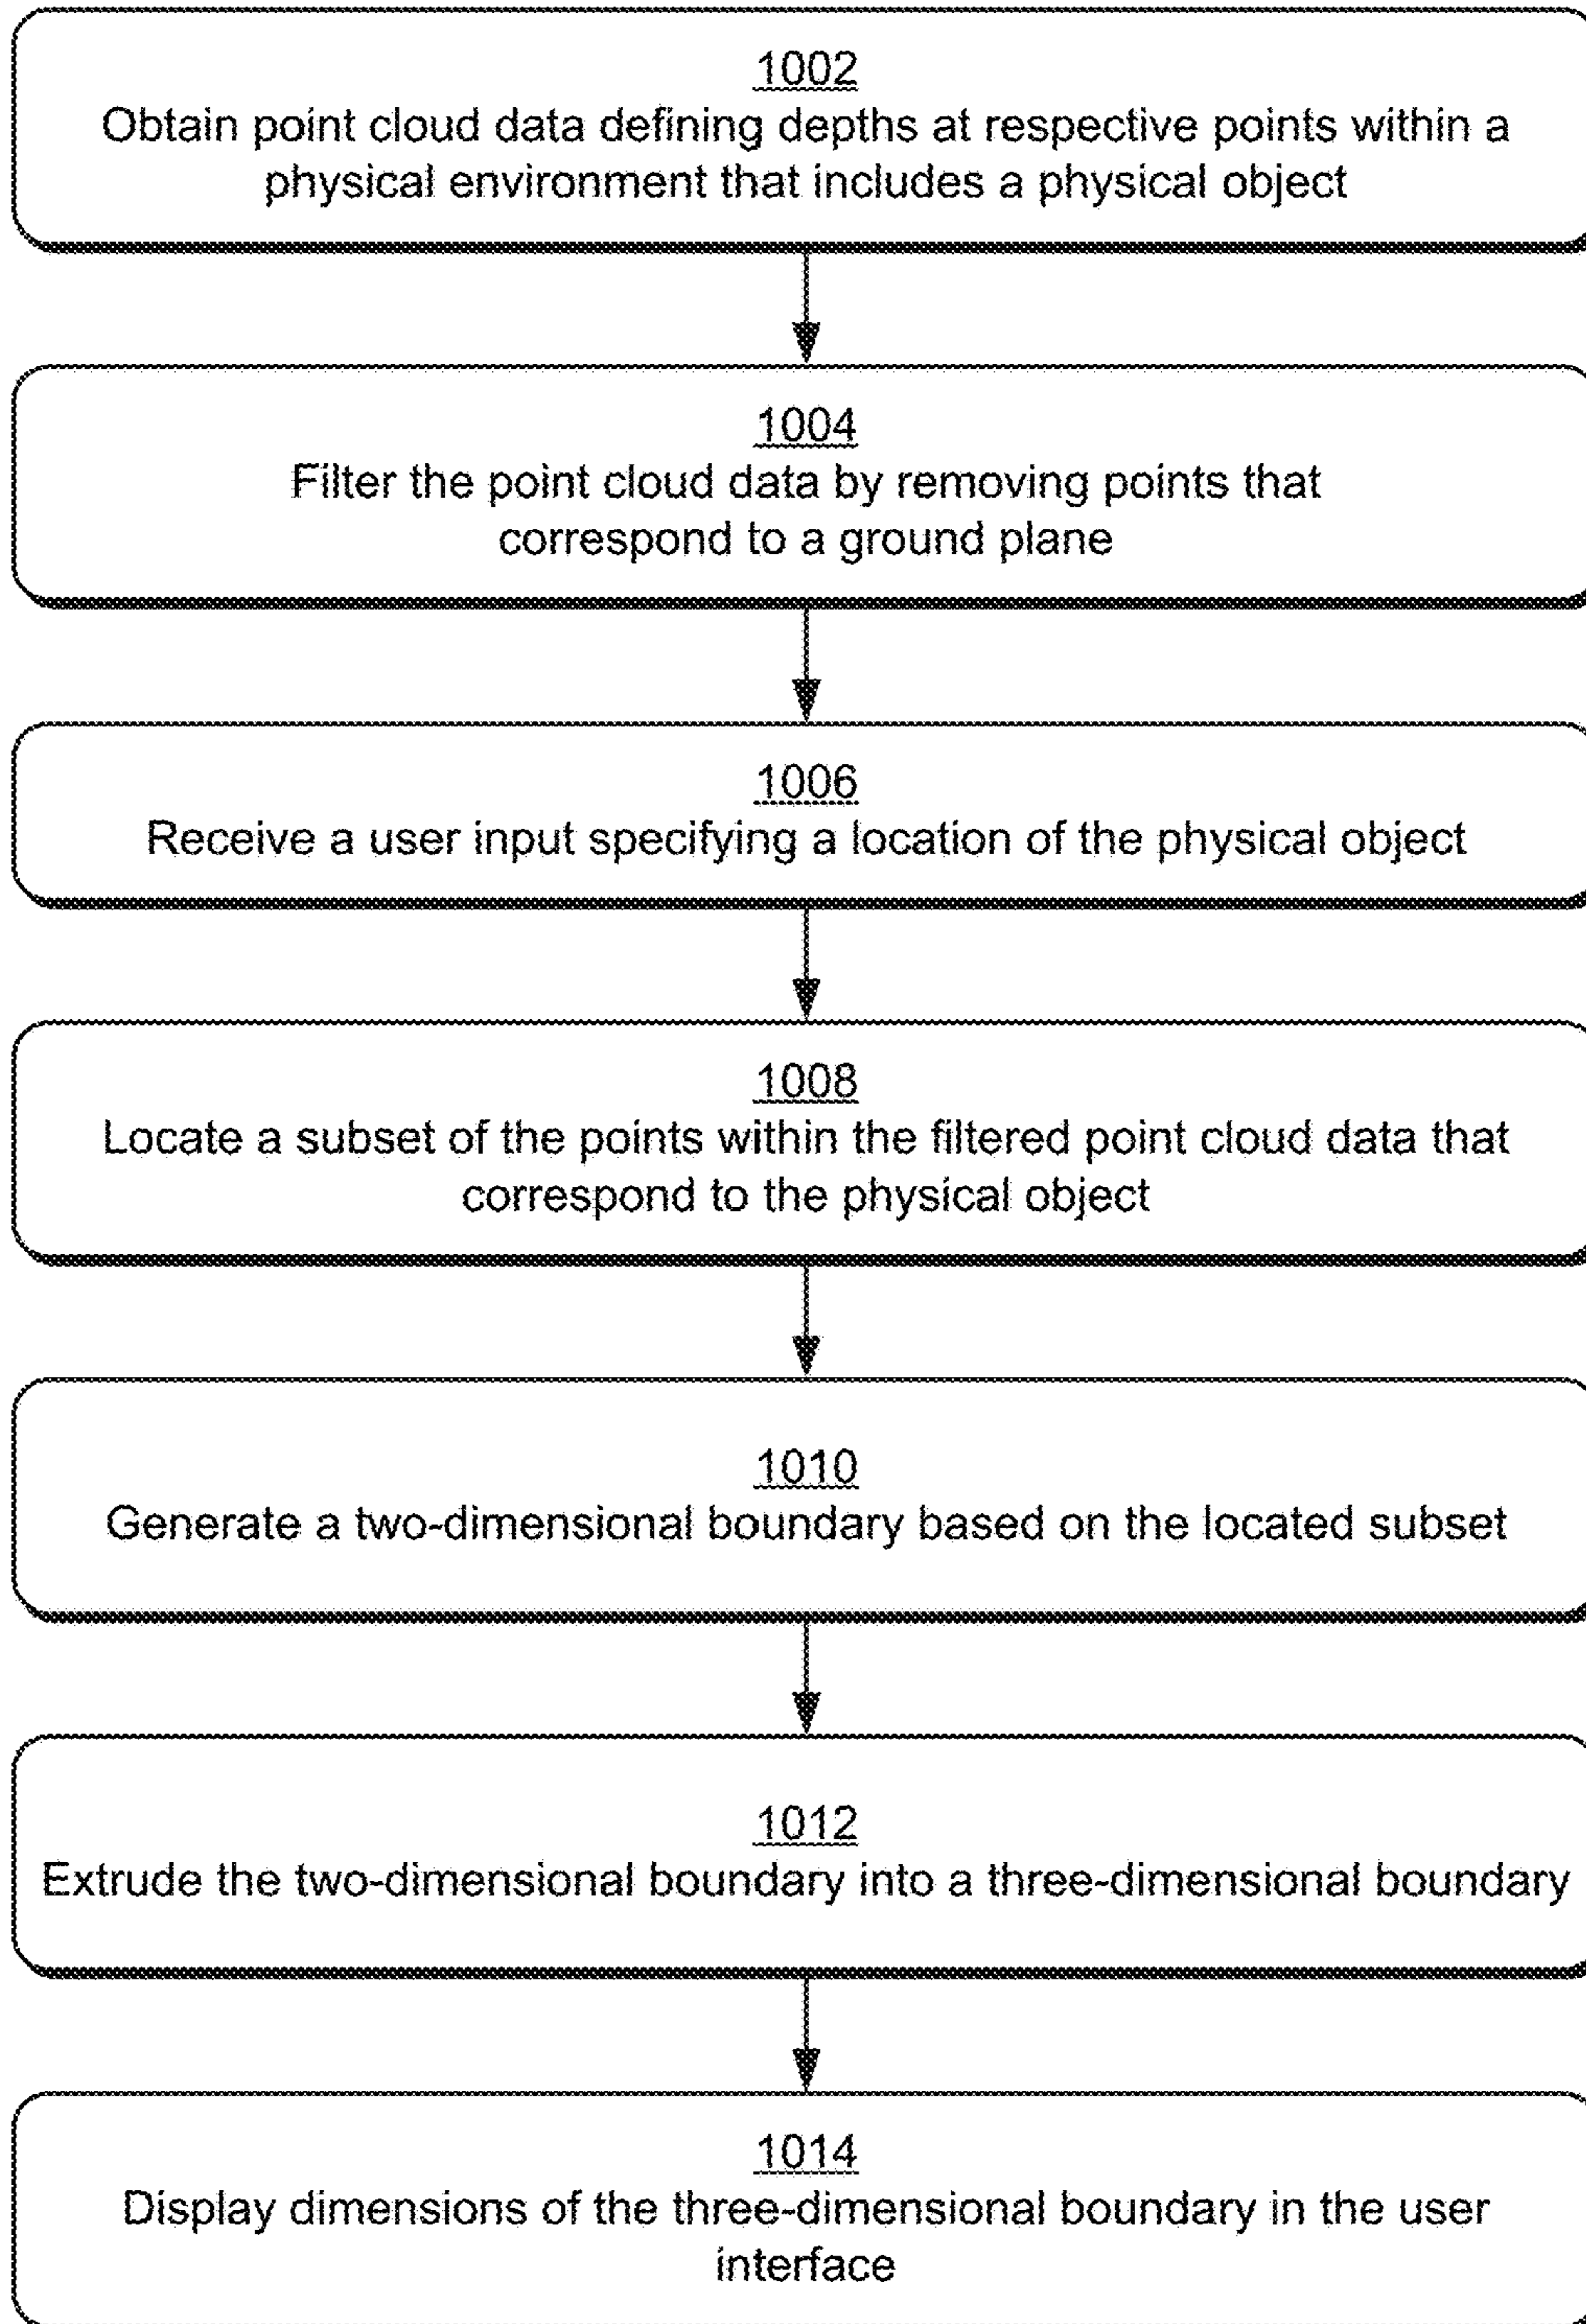 1002
Obtain point cloud data defining depths at respective points within a
physical environment that includes a physical object
1004
Filter the point cloud data by removing points that
correspond to a ground plane
1006
Receive a user input specifying a location of the physical object
1008
Locate a subset of the points within the filtered point cloud data that
correspond to the physical object
1010
Generate a two-dimensional boundary based on the located subset
1012
Extrude the two-dimensional boundary into a three-dimensional boundary
1014
Display dimensions of the three-dimensional boundary in the user
interface